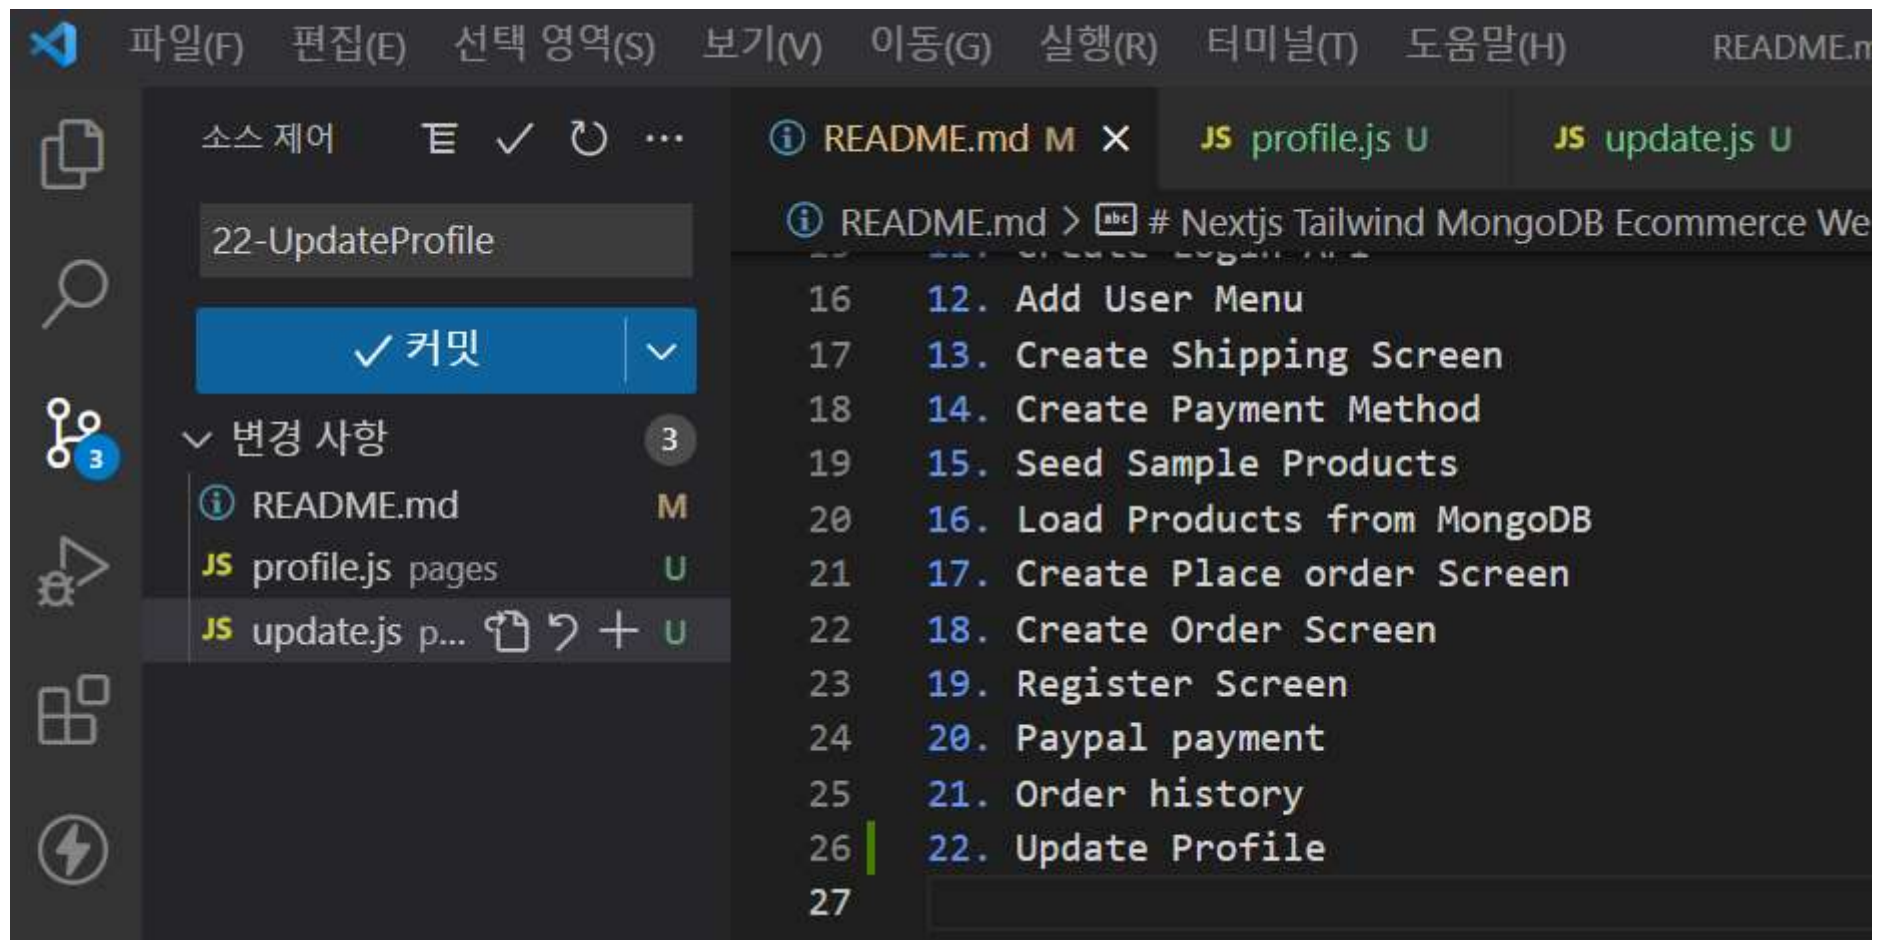 파일(F) 편집(E) 선택 영역(S) 보기(V) 이동(G) 실행(R) 터미널(T) 도움말(H)
소스 제어
22-UpdateProfile
커밋
변경 사항 3
README.md M
JS profile.js pages U
JS update.js p... U
3
README.md M JS profile.js U JS update.js U
README.md > # Nextjs Tailwind MongoDB Ecommerce
16 12. Add User Menu
17 13. Create Shipping Screen
18 14. Create Payment Method
19 15. Seed Sample Products
20 16. Load Products from MongoDB
21 17. Create Place order Screen
22 18. Create Order Screen
23 19. Register Screen
24 20. Paypal payment
25 21. Order history
26 22. Update Profile
27